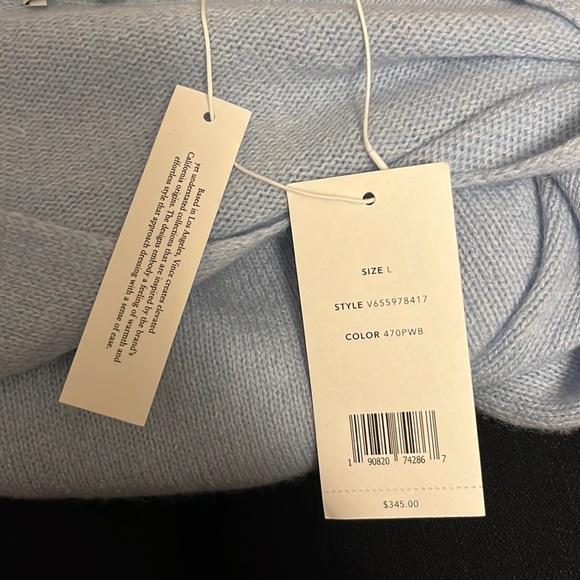 Based in Los Angeles, Vince creates elevated
yet understated collections that are inspired by the brand's
California origins. The designs embody a feeling of warmth and
effortless style that approach dressing with a sense of ease.
SIZE L
STYLE V655978417
COLOR 470PWB
1 90820 74286 7
$345.00